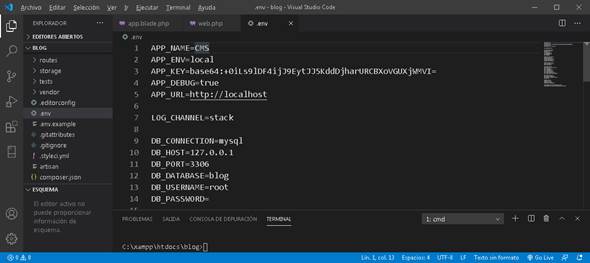 Archivo Editar Selección Ver Ir Ejecutar Terminal Ayuda .env - blog - Visual Studio Code
EXPLORADOR
app.blade.php web.php .env
EDITORES ABIERTOS
.env
BLOG
routes
storage
tests
vendor
.editorconfig
.env
.env.example
.gitattributes
.gitignore
.styleci.yml
artisan
composer.json
ESQUEMA
El editor activo no
puede proporcionar
información de
esquema.
1 APP_NAME=CMS
2 APP_ENV=local
3
4 APP_DEBUG=true
5 APP_URL=http://localhost
6
7 LOG_CHANNEL=stack
8
9 DB_CONNECTION=mysql
10 DB_HOST=127.0.0.1
11 DB_PORT=3306
12 DB_DATABASE=blog
13 DB_USERNAME=root
14 DB_PASSWORD=
PROBLEMAS SALIDA CONSOLA DE DEPURACIÓN TERMINAL 1: cmd
C:\xampp\htdocs\blog>
0 0 Lín. 1, col. 13 Espacios: 4 UTF-8 LF Texto sin formato Go Live